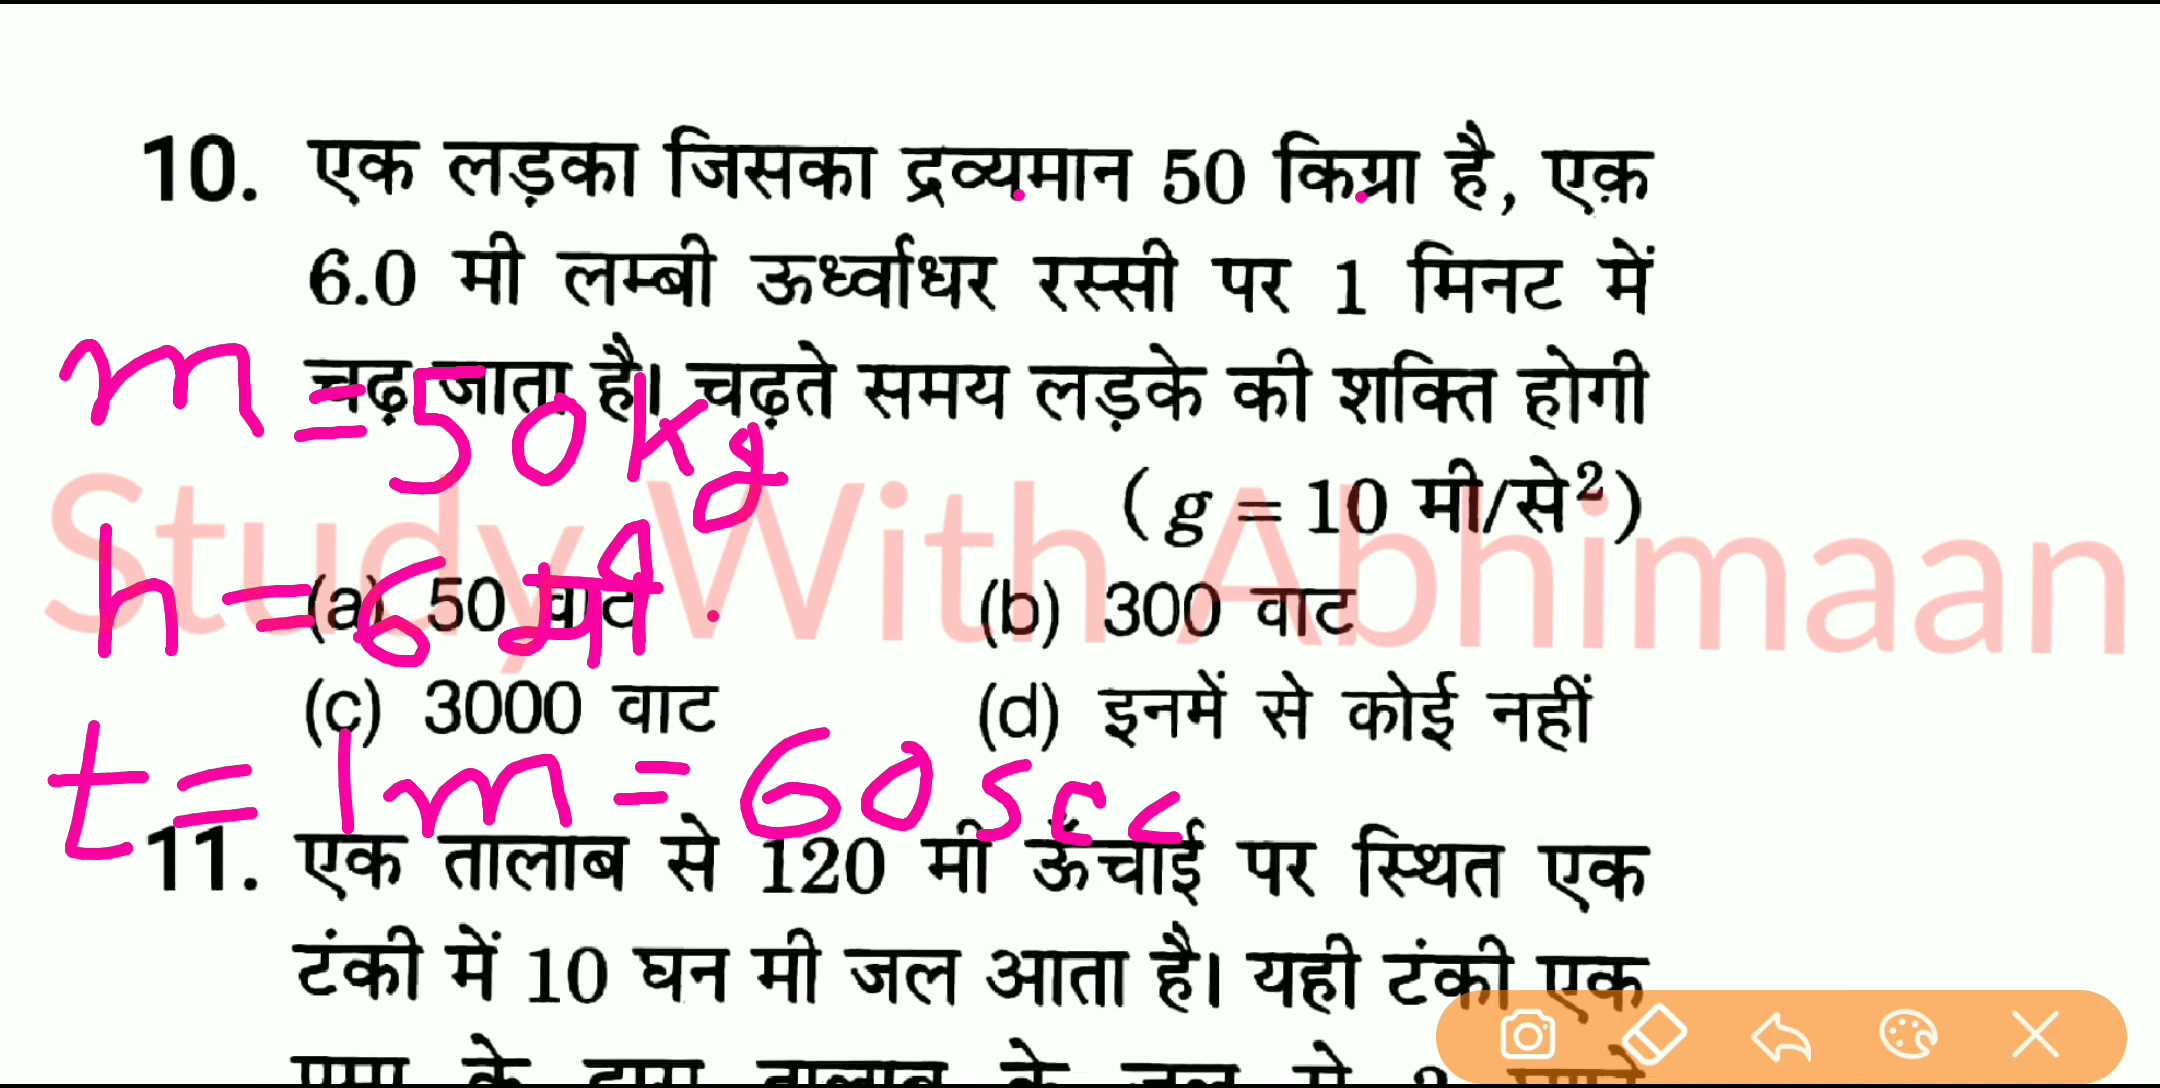 10. एक लड़का जिसका द्रव्यमान 50 किग्रा है, एक
6.0 मी लम्बी ऊर्ध्वाधर रस्सी पर 1 मिनट में
चढ़ जाता है। चढ़ते समय लड़के की शक्ति होगी
m = 50 kg
( g = 10 मी/से²)
Study With Abhimaan
h = 6 मी
(a) 50 वाट (b) 300 वाट
(c) 3000 वाट (d) इनमें से कोई नहीं
t = 1m = 60 sec
11. एक तालाब से 120 मी ऊँचाई पर स्थित एक
टंकी में 10 घन मी जल आता है। यही टंकी एक